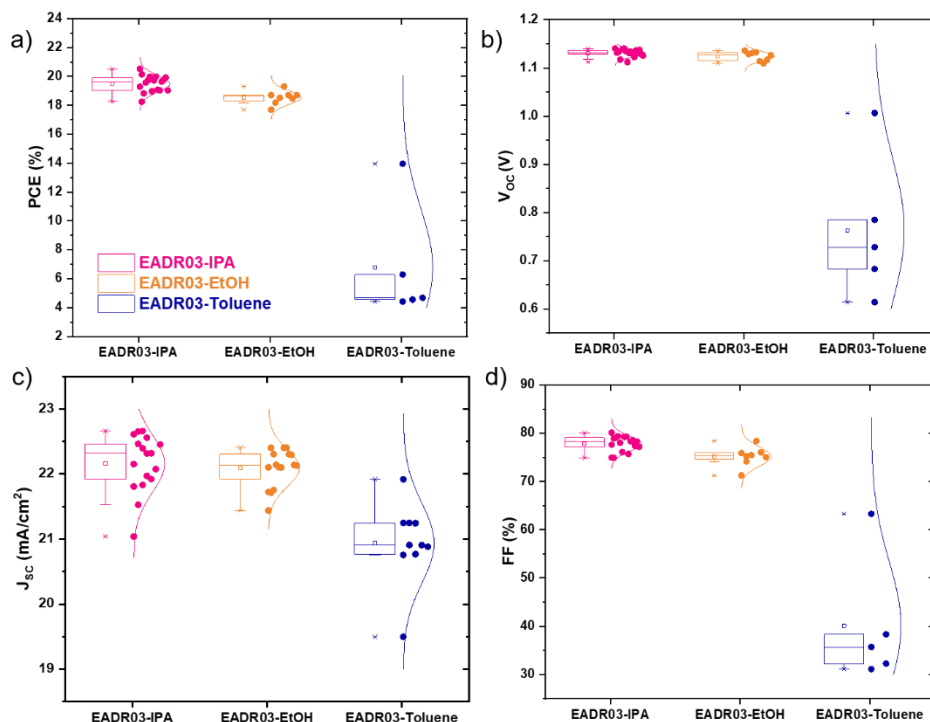 a)
PCE (%)
24
22
20
18
16
14
12
10
8
6
4
2
EADR03-IPA
EADR03-EtOH
EADR03-Toluene
EADR03-IPA
EADR03-EtOH
EADR03-Toluene
b)
VOC (V)
1.2
1.1
1.0
0.9
0.8
0.7
0.6
EADR03-IPA
EADR03-EtOH
EADR03-Toluene
c)
JSC (mA/cm²)
23
22
21
20
19
EADR03-IPA
EADR03-EtOH
EADR03-Toluene
d)
FF (%)
90
80
70
60
50
40
30
EADR03-IPA
EADR03-EtOH
EADR03-Toluene